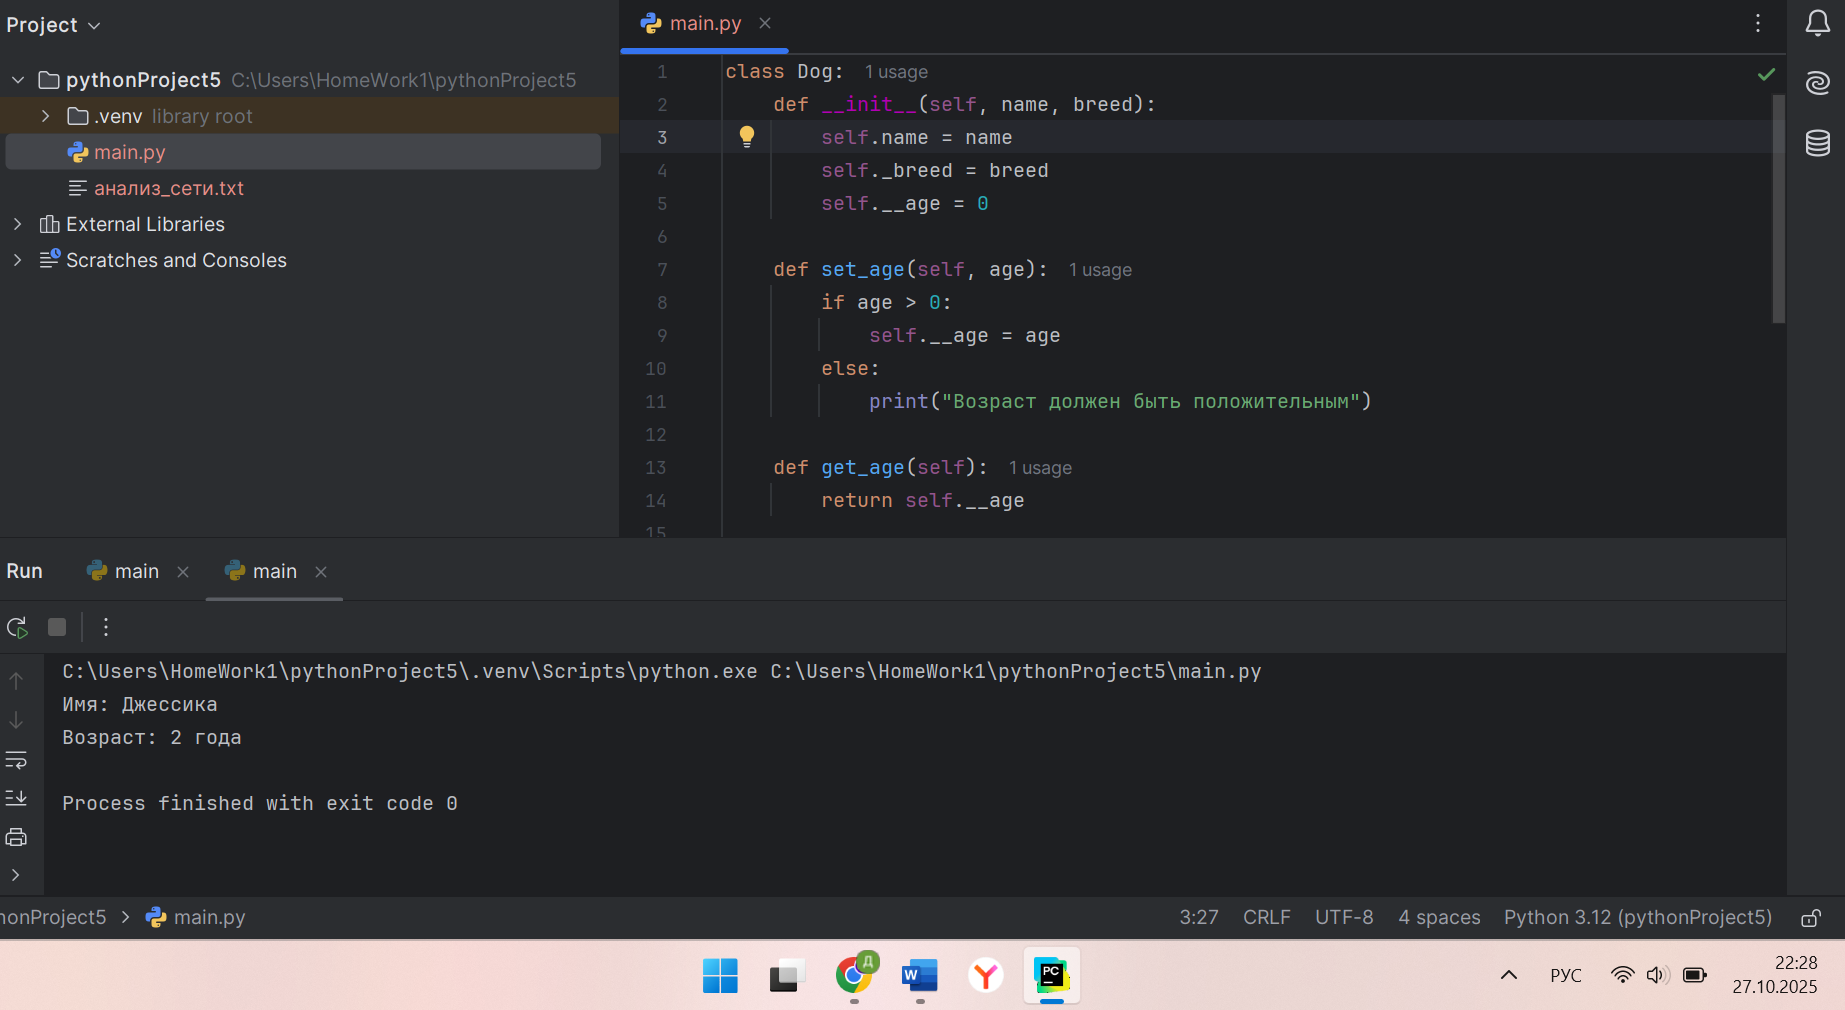 Project
pythonProject5 C:\Users\HomeWork1\pythonProject5
.venv library root
main.py
анализ_сети.txt
External Libraries
Scratches and Consoles
main.py
1 class Dog: 1 usage
2 def __init__(self, name, breed):
3 self.name = name
4 self._breed = breed
5 self.__age = 0
6
7 def set_age(self, age): 1 usage
8 if age > 0:
9 self.__age = age
10 else:
11 print("Возраст должен быть положительным")
12
13 def get_age(self): 1 usage
14 return self.__age
15
Run main main
C:\Users\HomeWork1\pythonProject5\.venv\Scripts\python.exe C:\Users\HomeWork1\pythonProject5\main.py
Имя: Джессика
Возраст: 2 года
Process finished with exit code 0
honProject5 > main.py 3:27 CRLF UTF-8 4 spaces Python 3.12 (pythonProject5)
Д W PC РУС 22:28
27.10.2025